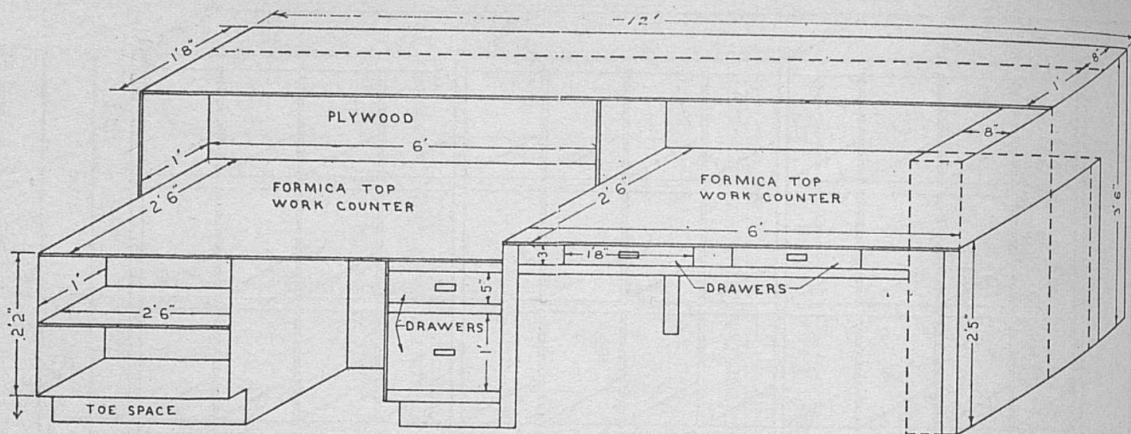 12'
1'8"
8"
1'
PLYWOOD
8"
6'
1'
2'6"
FORMICA TOP
WORK COUNTER
FORMICA TOP
WORK COUNTER
2'6"
3'6"
6'
3"
1'8"
1'
5"
DRAWERS
2'6"
DRAWERS
2'2"
1'
2'5"
TOE SPACE